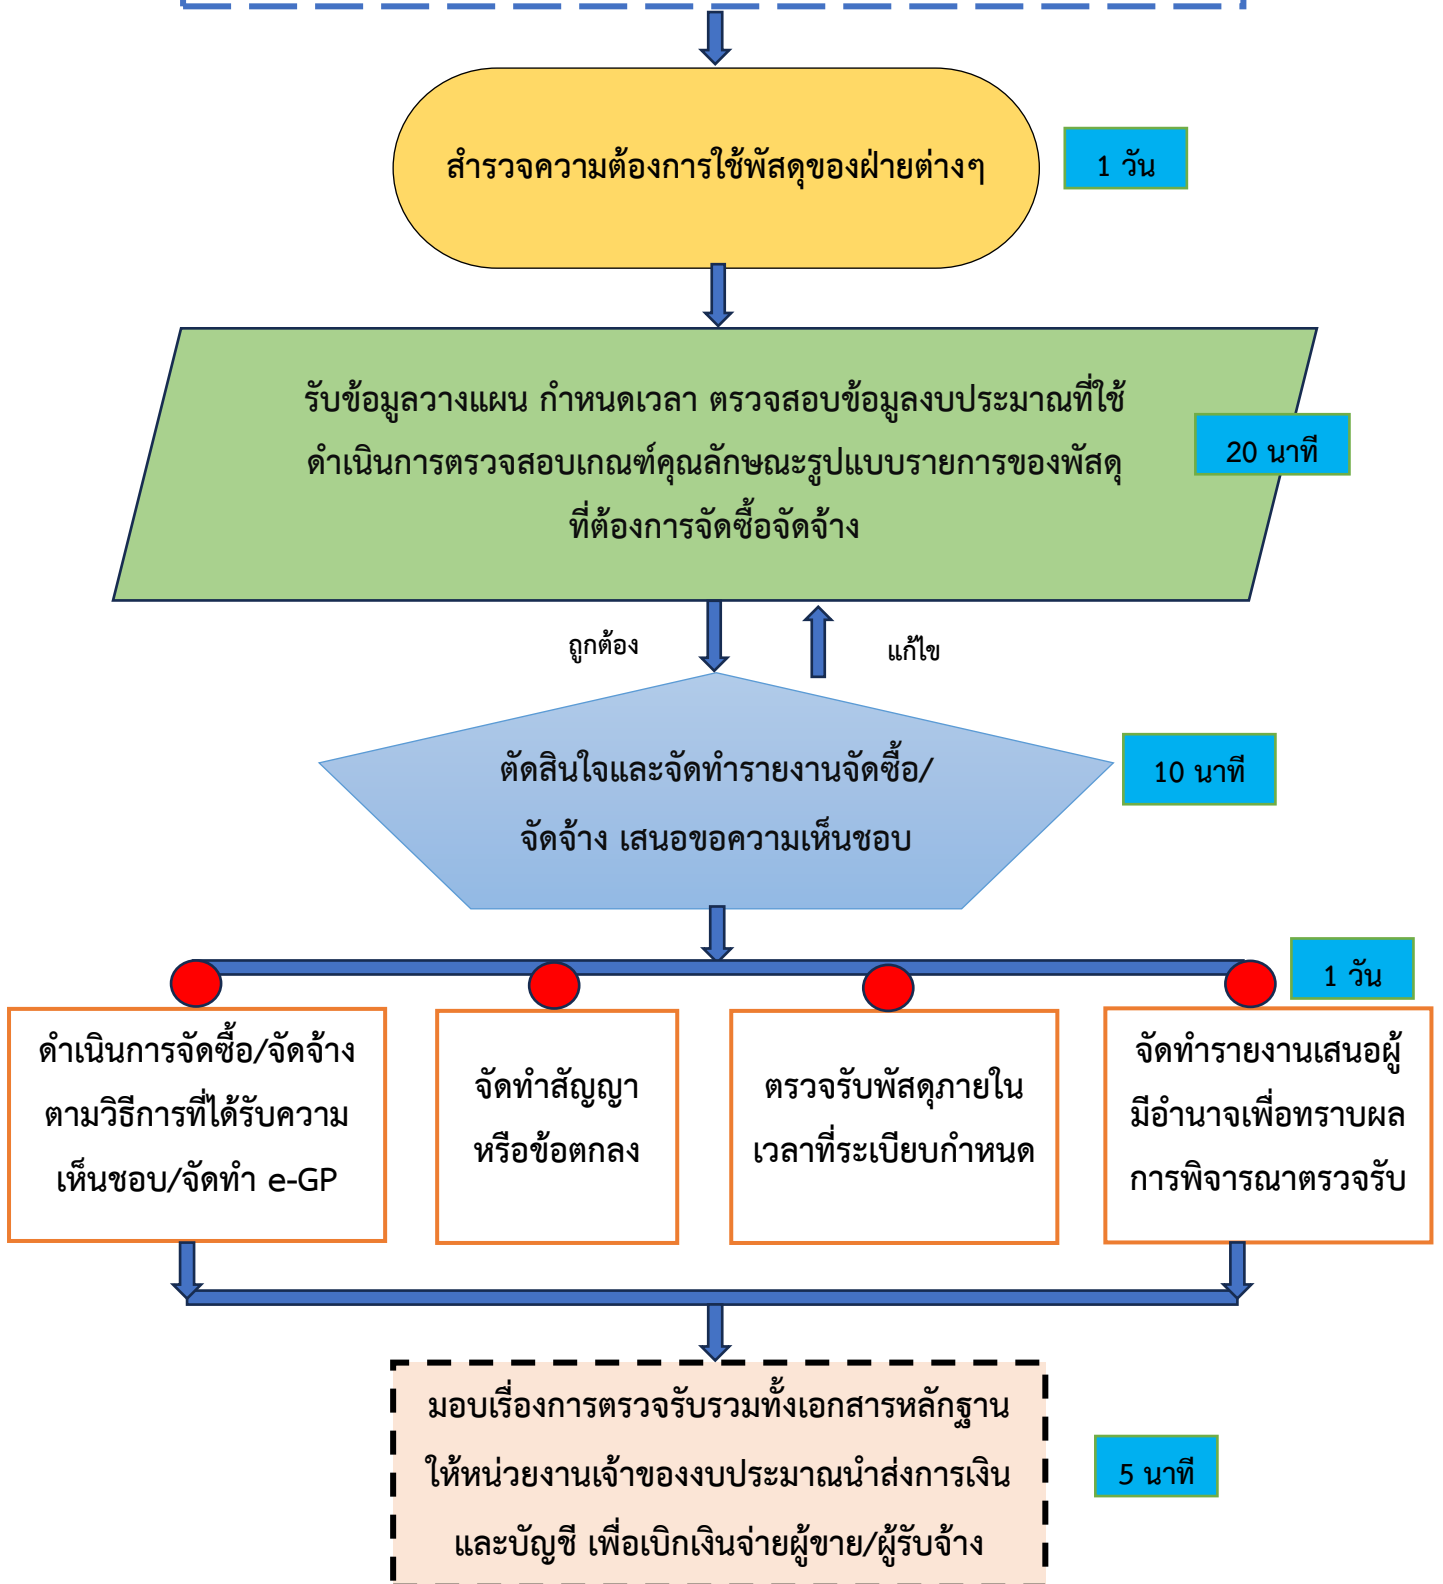 สำรวจความต้องการใช้พัสดุของฝ่ายต่างๆ
1 วัน
รับข้อมูลวางแผน กำหนดเวลา ตรวจสอบข้อมูลงบประมาณที่ใช้
ดำเนินการตรวจสอบเกณฑ์คุณลักษณะรูปแบบรายการของพัสดุ
ที่ต้องการจัดซื้อจัดจ้าง
20 นาที
ถูกต้อง
แก้ไข
ตัดสินใจและจัดทำรายงานจัดซื้อ/
จัดจ้าง เสนอขอความเห็นชอบ
10 นาที
1 วัน
ดำเนินการจัดซื้อ/จัดจ้าง
ตามวิธีการที่ได้รับความ
เห็นชอบ/จัดทำ e-GP
จัดทำสัญญา
หรือข้อตกลง
ตรวจรับพัสดุภายใน
เวลาที่ระเบียบกำหนด
จัดทำรายงานเสนอผู้
มีอำนาจเพื่อทราบผล
การพิจารณาตรวจรับ
มอบเรื่องการตรวจรับรวมทั้งเอกสารหลักฐาน
ให้หน่วยงานเจ้าของงบประมาณนำส่งการเงิน
และบัญชี เพื่อเบิกเงินจ่ายผู้ขาย/ผู้รับจ้าง
5 นาที